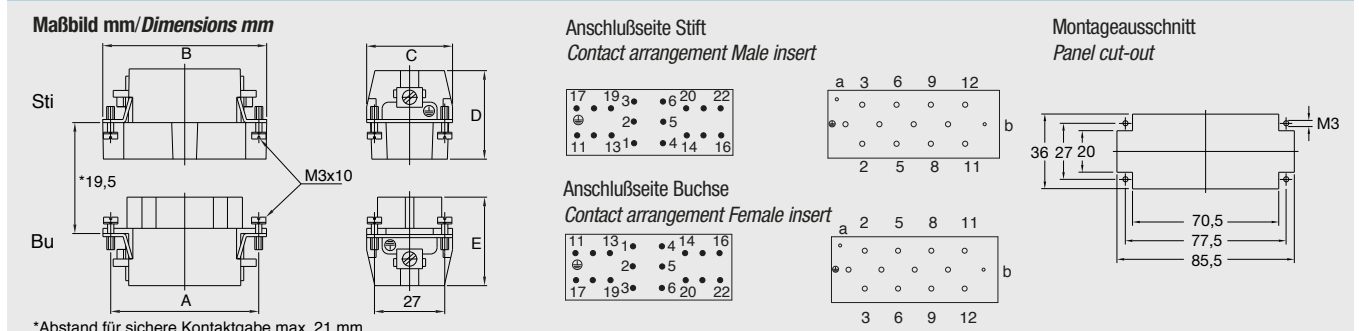 Maßbild mm/Dimensions mm
B
C
Sti
D
*19,5
M3x10
Bu
E
A
27
*Abstand für sichere Kontaktgabe max. 21 mm
Anschlußseite Stift
Contact arrangement Male insert
17 19 3 6 20 22
2 5
11 13 1 4 14 16
a 3 6 9 12
b
2 5 8 11
Anschlußseite Buchse
Contact arrangement Female insert
11 13 1 4 14 16
2 5
17 19 3 6 20 22
a 2 5 8 11
b
3 6 9 12
Montageausschnitt
Panel cut-out
M3
36 27 20
70,5
77,5
85,5